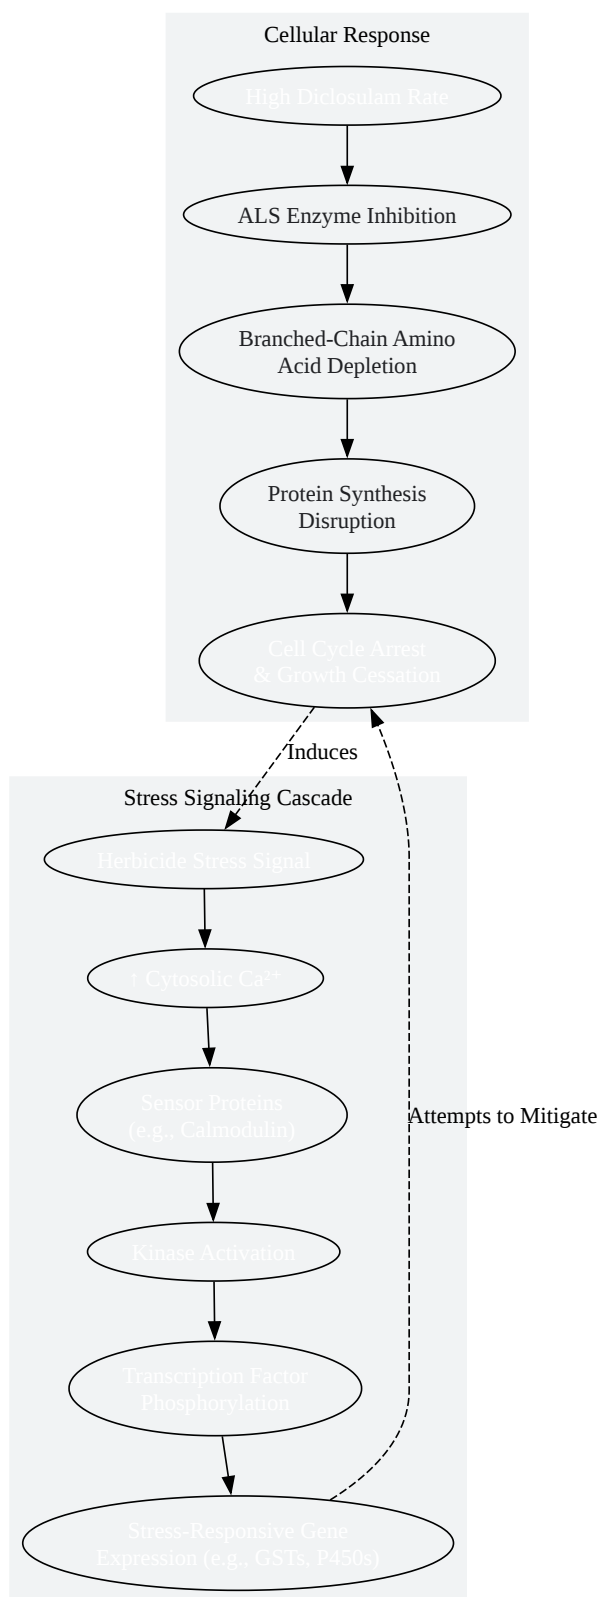 Cellular Response
High Diclosulam Rate
ALS Enzyme Inhibition
Branched-Chain Amino
Acid Depletion
Protein Synthesis
Disruption
Cell Cycle Arrest
& Growth Cessation
Induces
Stress Signaling Cascade
Herbicide Stress Signal
↑ Cytosolic Ca²⁺
Sensor Proteins
(e.g., Calmodulin)
Attempts to Mitigate
Kinase Activation
Transcription Factor
Phosphorylation
Stress-Responsive Gene
Expression (e.g., GSTs, P450s)